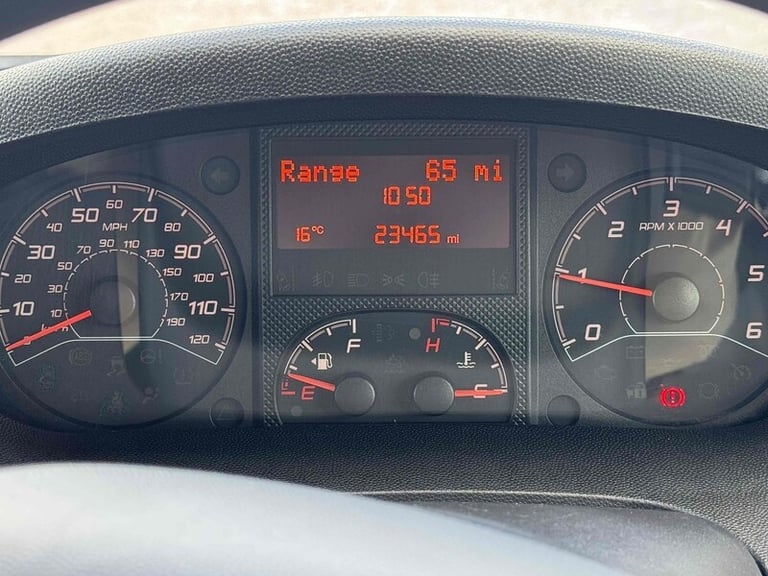 Range 65 mi
1050
16°C 23465 mi
10 20 30 40 50 60 70 80 90 100 110 120
MPH
10 30 50 70 90 110 130 150 170 190
km/h
F
E
H
C
0 1 2 3 4 5 6
RPM X 1000
ABS